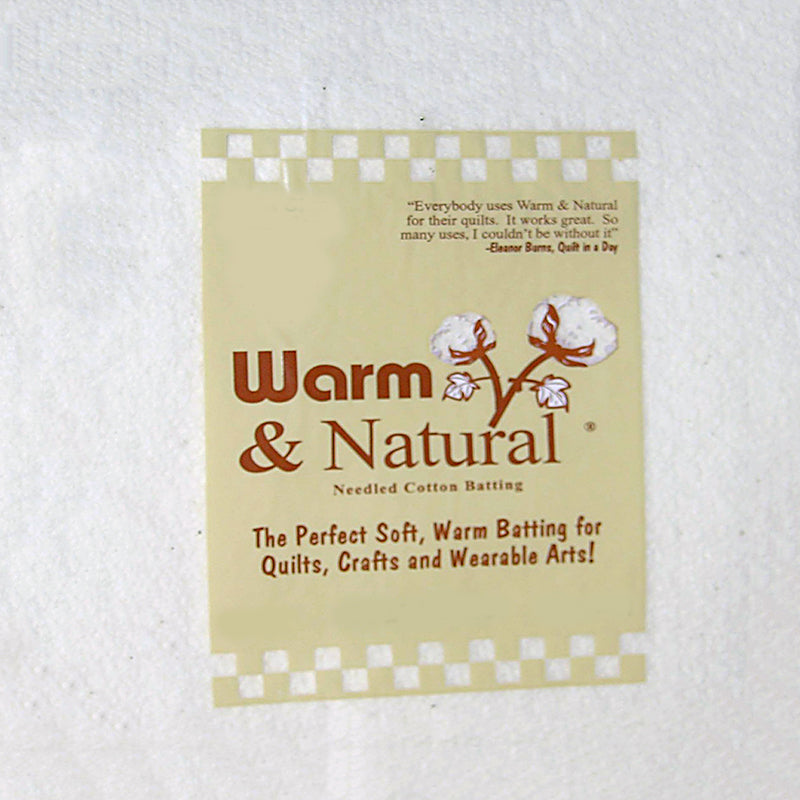 “Everybody uses Warm & Natural
for their quilts. It works great. So
many uses, I couldn't be without it”
-Eleanor Burns, Quilt in a Day
Warm
& Natural ®
Needled Cotton Batting
The Perfect Soft, Warm Batting for
Quilts, Crafts and Wearable Arts!